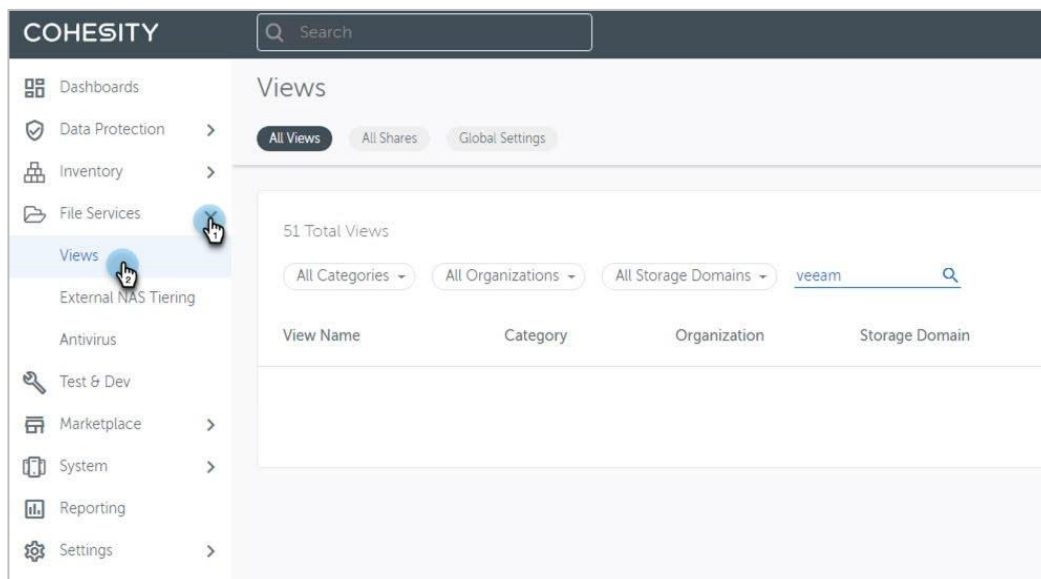 COHESITY
Search
Dashboards
Data Protection
Inventory
File Services
1
Views
2
External NAS Tiering
Antivirus
Test & Dev
Marketplace
System
Reporting
Settings
Views
All Views All Shares Global Settings
51 Total Views
All Categories All Organizations All Storage Domains veeam
View Name Category Organization Storage Domain